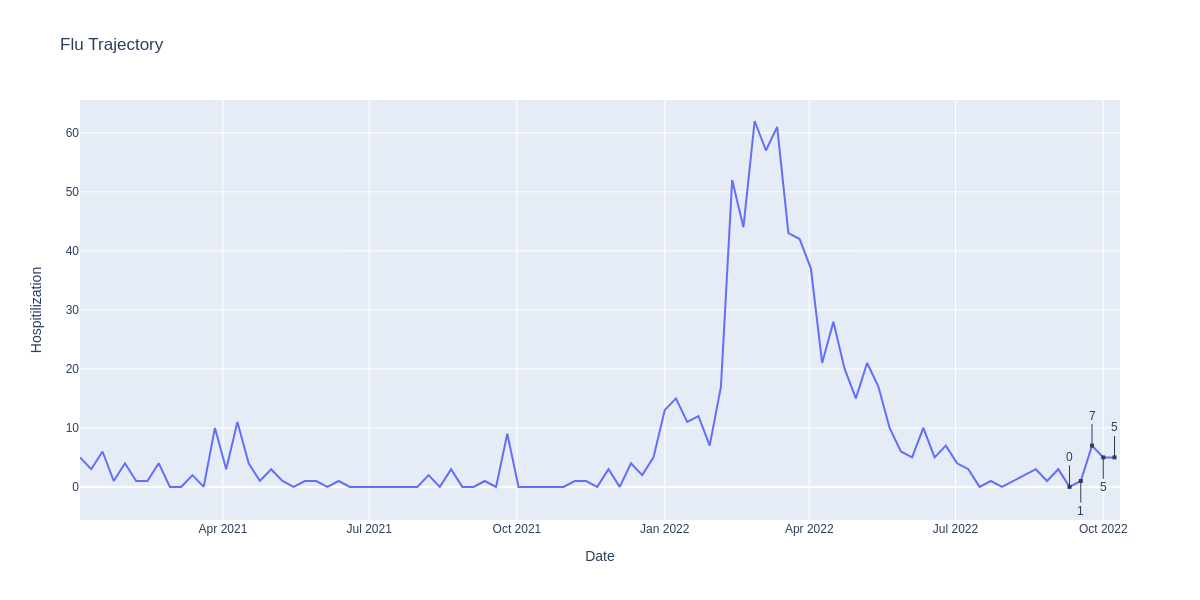 Flu Trajectory
Hospitilization
60
50
40
30
20
10
0
7
5
0
5
1
Apr 2021
Jul 2021
Oct 2021
Jan 2022
Apr 2022
Jul 2022
Oct 2022
Date